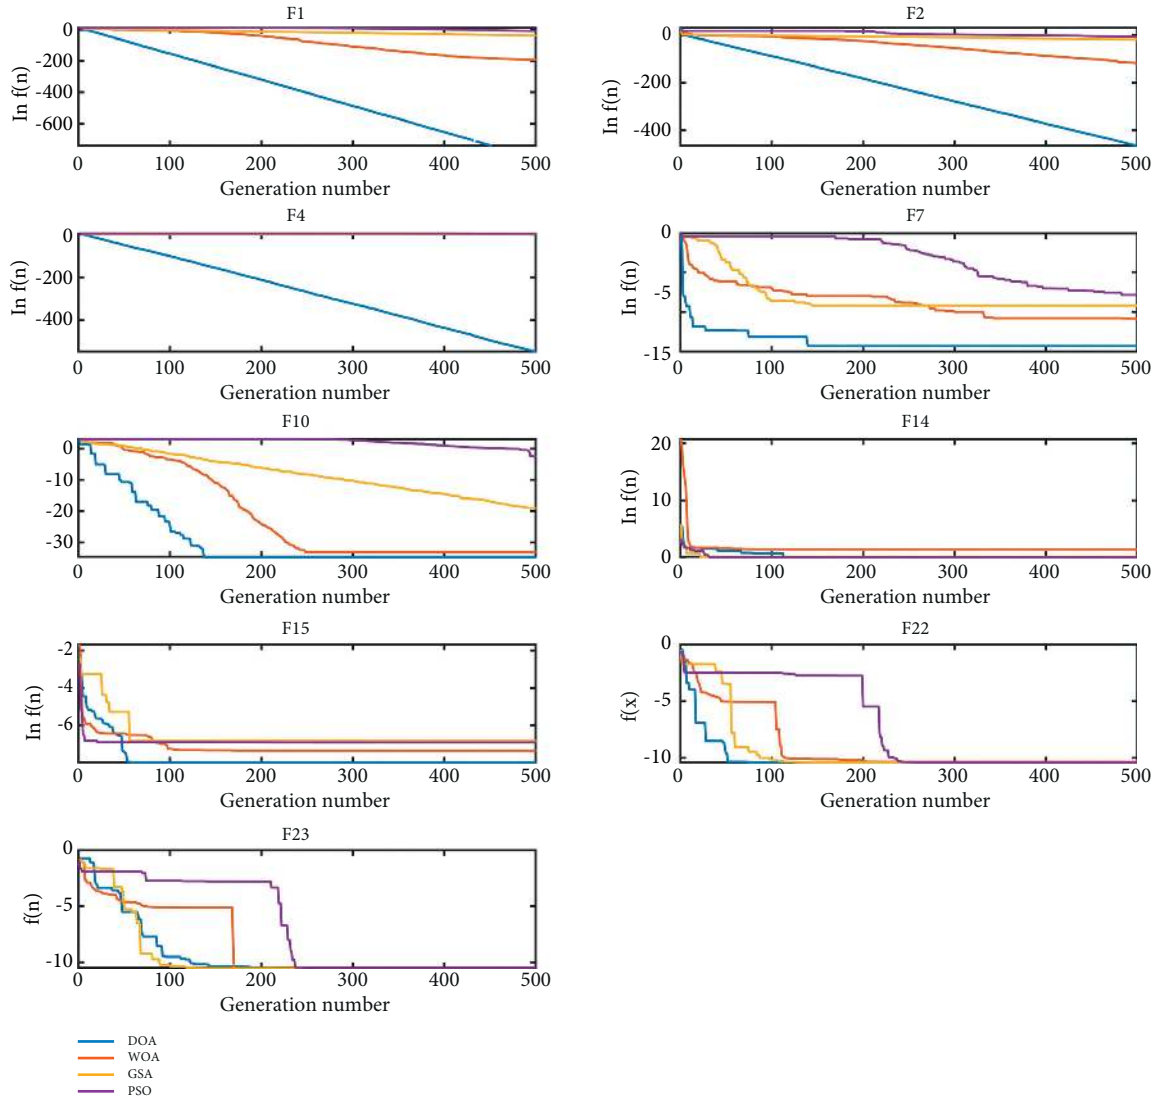 F1
0
-200
-400
-600
ln f(n)
0 100 200 300 400 500
Generation number
F2
0
-200
-400
ln f(n)
0 100 200 300 400 500
Generation number
F4
0
-200
-400
ln f(n)
0 100 200 300 400 500
Generation number
F7
0
-5
-15
ln f(n)
0 100 200 300 400 500
Generation number
F10
0
-10
-20
-30
ln f(n)
0 100 200 300 400 500
Generation number
F14
20
10
0
ln f(n)
0 100 200 300 400 500
Generation number
F15
-2
-4
-6
ln f(n)
0 100 200 300 400 500
Generation number
F22
0
-5
-10
f(x)
0 100 200 300 400 500
Generation number
F23
0
-5
-10
f(n)
0 100 200 300 400 500
Generation number
DOA
WOA
GSA
PSO